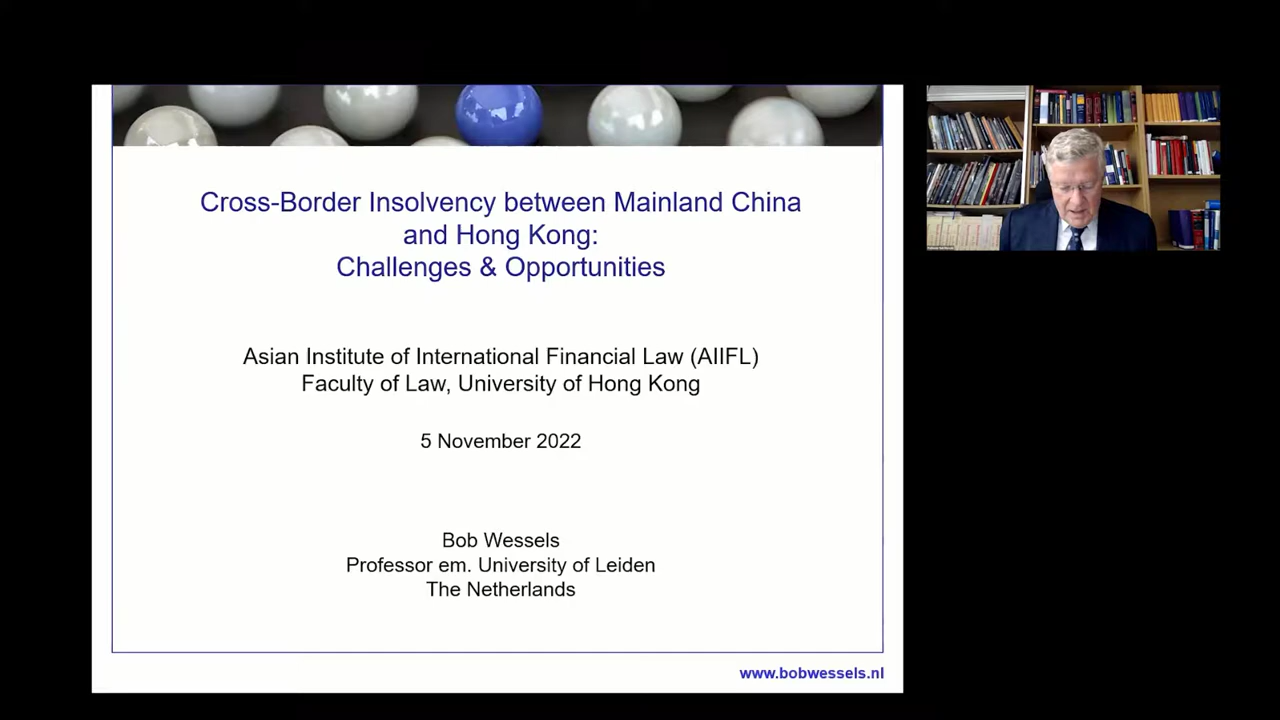 Cross-Border Insolvency between Mainland China
and Hong Kong:
Challenges & Opportunities
Asian Institute of International Financial Law (AIIFL)
Faculty of Law, University of Hong Kong
5 November 2022
Bob Wessels
Professor em. University of Leiden
The Netherlands
www.bobwessels.nl